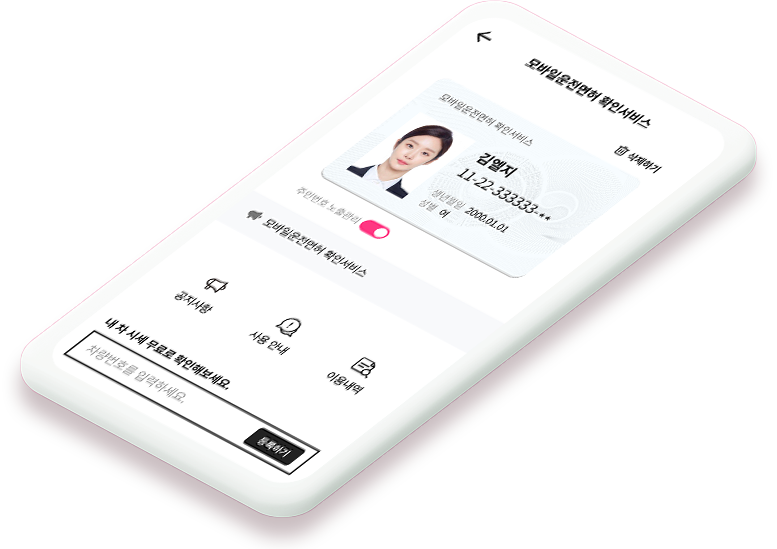 모바일운전면허 확인서비스
삭제하기
모바일운전면허 확인서비스
김엘지
11-22-333333-**
생년월일 2000.01.01
성별 여
주민번호 노출관리
모바일운전면허 확인서비스
공지사항
사용 안내
이용내역
내 차 시세 무료로 확인해보세요.
차량번호를 입력하세요.
등록하기